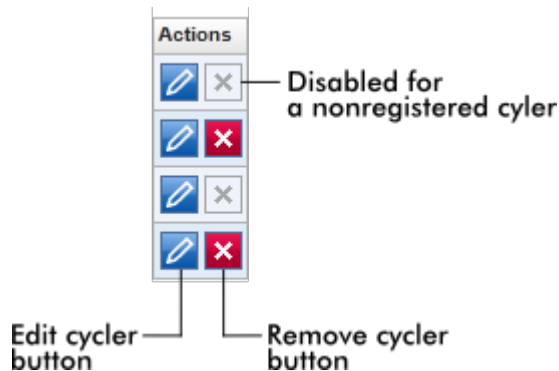 Actions
Disabled for
a nonregistered cyler
Edit cycler
button
Remove cycler
button